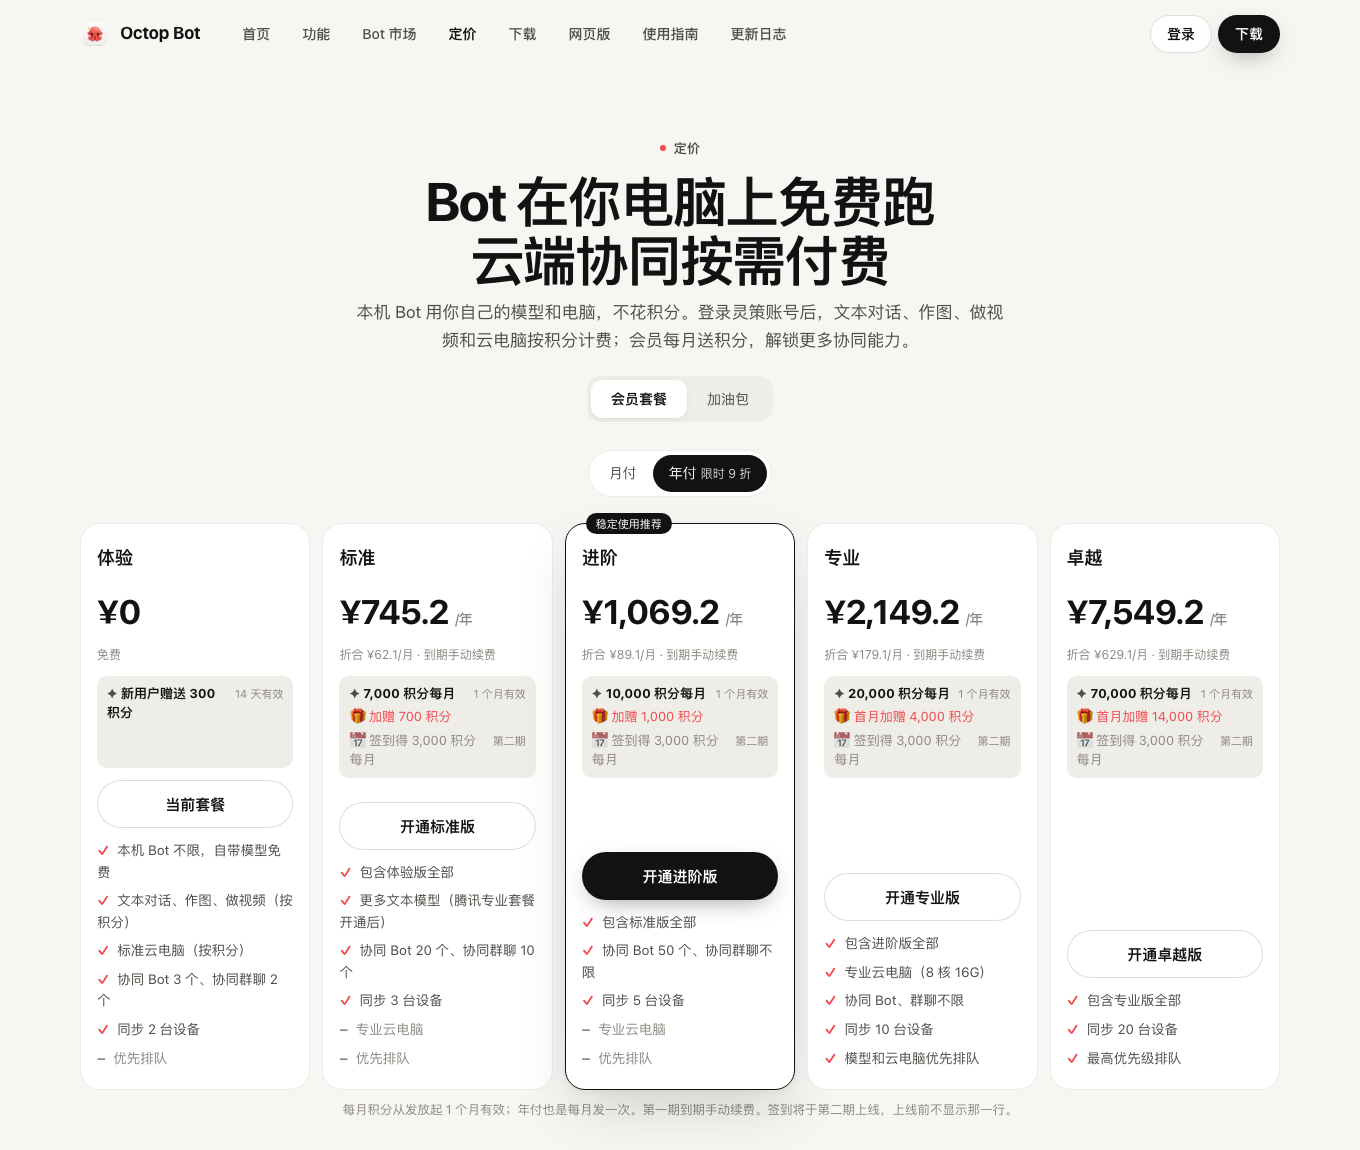 Octop Bot
首页
功能
Bot 市场
定价
下载
网页版
使用指南
更新日志
登录
下载
定价
Bot 在你电脑上免费跑
云端协同按需付费
本机 Bot 用你自己的模型和电脑，不花积分。登录灵策账号后，文本对话、作图、做视
频和云电脑按积分计费；会员每月送积分，解锁更多协同能力。
会员套餐
加油包
月付
年付 限时 9 折
体验
¥0
免费
✦ 新用户赠送 300 14 天有效
积分
当前套餐
✓ 本机 Bot 不限，自带模型免
费
✓ 文本对话、作图、做视频（按
积分）
✓ 标准云电脑（按积分）
✓ 协同 Bot 3 个、协同群聊 2
个
✓ 同步 2 台设备
– 优先排队
标准
¥745.2 /年
折合 ¥62.1/月 · 到期手动续费
✦ 7,000 积分每月 1 个月有效
🎁 加赠 700 积分
📅 签到得 3,000 积分 第二期
每月
开通标准版
✓ 包含体验版全部
✓ 更多文本模型（腾讯专业套餐
开通后）
✓ 协同 Bot 20 个、协同群聊 10
个
✓ 同步 3 台设备
– 专业云电脑
– 优先排队
稳定使用推荐
进阶
¥1,069.2 /年
折合 ¥89.1/月 · 到期手动续费
✦ 10,000 积分每月 1 个月有效
🎁 加赠 1,000 积分
📅 签到得 3,000 积分 第二期
每月
开通进阶版
✓ 包含标准版全部
✓ 协同 Bot 50 个、协同群聊不
限
✓ 同步 5 台设备
– 专业云电脑
– 优先排队
专业
¥2,149.2 /年
折合 ¥179.1/月 · 到期手动续费
✦ 20,000 积分每月 1 个月有效
🎁 首月加赠 4,000 积分
📅 签到得 3,000 积分 第二期
每月
开通专业版
✓ 包含进阶版全部
✓ 专业云电脑（8 核 16G）
✓ 协同 Bot、群聊不限
✓ 同步 10 台设备
✓ 模型和云电脑优先排队
卓越
¥7,549.2 /年
折合 ¥629.1/月 · 到期手动续费
✦ 70,000 积分每月 1 个月有效
🎁 首月加赠 14,000 积分
📅 签到得 3,000 积分 第二期
每月
开通卓越版
✓ 包含专业版全部
✓ 同步 20 台设备
✓ 最高优先级排队
每月积分从发放起 1 个月有效；年付也是每月发一次。第一期到期手动续费。签到将于第二期上线，上线前不显示那一行。